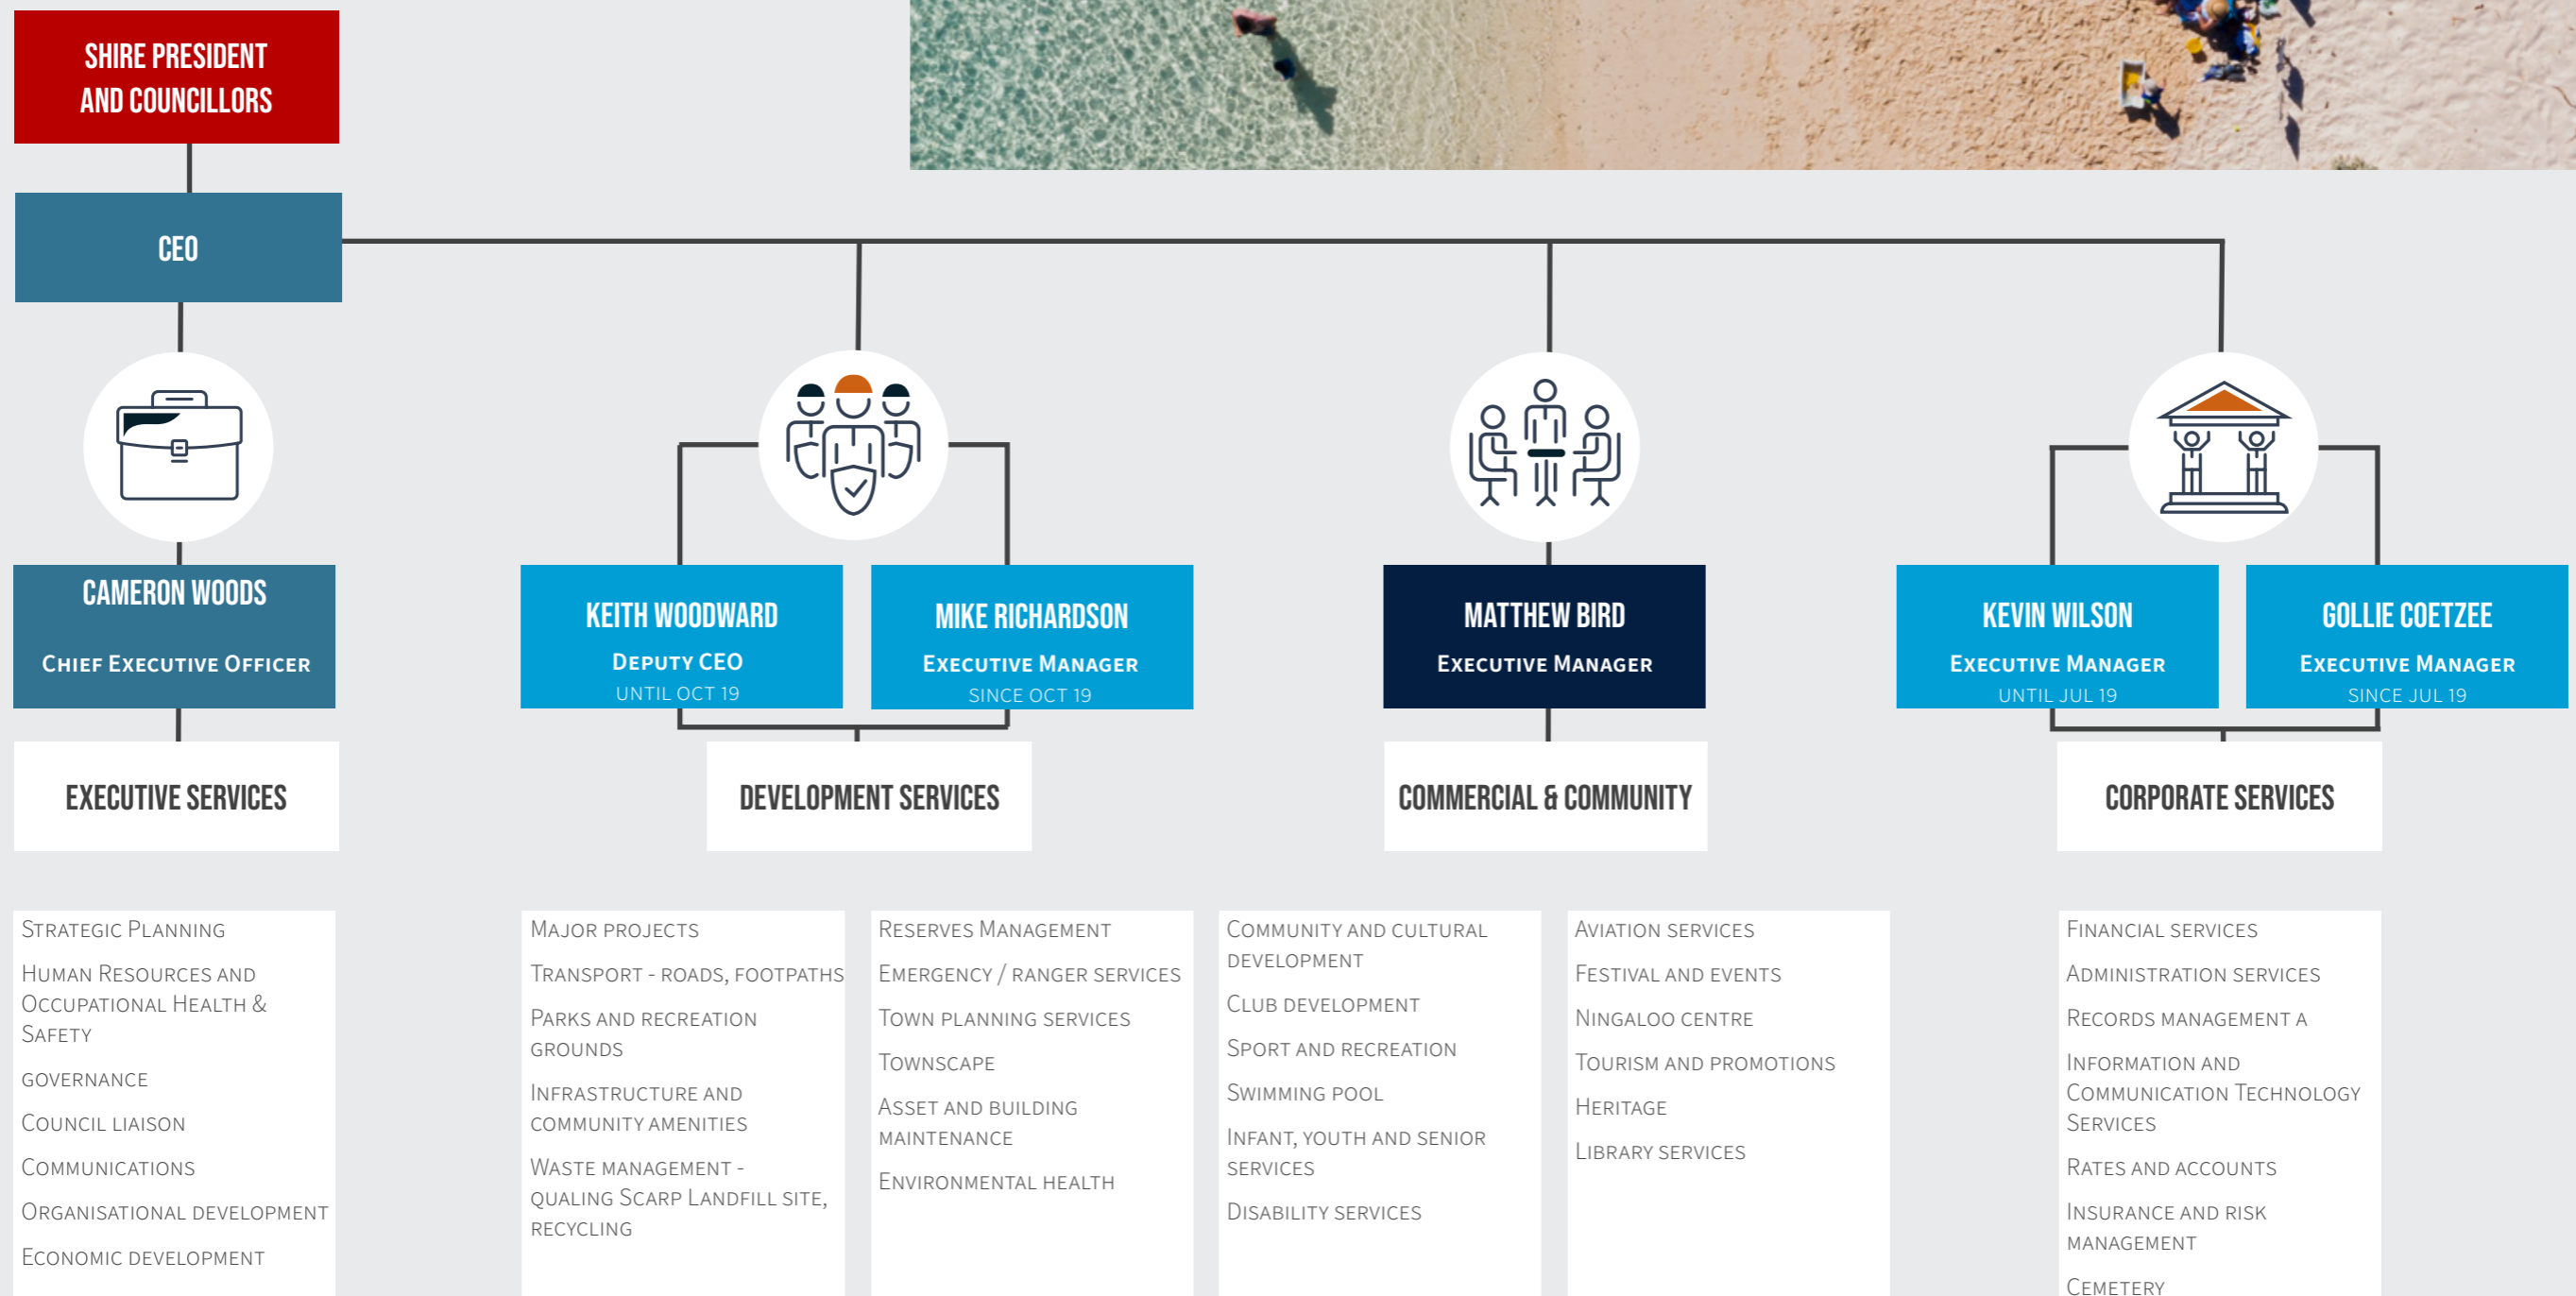 SHIRE PRESIDENT
AND COUNCILLORS
CEO
CAMERON WOODS
CHIEF EXECUTIVE OFFICER
KEITH WOODWARD
DEPUTY CEO
UNTIL OCT 19
MIKE RICHARDSON
EXECUTIVE MANAGER
SINCE OCT 19
MATTHEW BIRD
EXECUTIVE MANAGER
KEVIN WILSON
EXECUTIVE MANAGER
UNTIL JUL 19
GOLLIE COETZEE
EXECUTIVE MANAGER
SINCE JUL 19
EXECUTIVE SERVICES
DEVELOPMENT SERVICES
COMMERCIAL & COMMUNITY
CORPORATE SERVICES
STRATEGIC PLANNING
HUMAN RESOURCES AND
OCCUPATIONAL HEALTH &
SAFETY
GOVERNANCE
COUNCIL LIAISON
COMMUNICATIONS
ORGANISATIONAL DEVELOPMENT
ECONOMIC DEVELOPMENT
MAJOR PROJECTS
TRANSPORT - ROADS, FOOTPATHS
PARKS AND RECREATION
GROUNDS
INFRASTRUCTURE AND
COMMUNITY AMENITIES
WASTE MANAGEMENT -
QUALING SCARP LANDFILL SITE,
RECYCLING
RESERVES MANAGEMENT
EMERGENCY / RANGER SERVICES
TOWN PLANNING SERVICES
TOWNSCAPE
ASSET AND BUILDING
MAINTENANCE
ENVIRONMENTAL HEALTH
COMMUNITY AND CULTURAL
DEVELOPMENT
CLUB DEVELOPMENT
SPORT AND RECREATION
SWIMMING POOL
INFANT, YOUTH AND SENIOR
SERVICES
DISABILITY SERVICES
AVIATION SERVICES
FESTIVAL AND EVENTS
NINGALOO CENTRE
TOURISM AND PROMOTIONS
HERITAGE
LIBRARY SERVICES
FINANCIAL SERVICES
ADMINISTRATION SERVICES
RECORDS MANAGEMENT A
INFORMATION AND
COMMUNICATION TECHNOLOGY
SERVICES
RATES AND ACCOUNTS
INSURANCE AND RISK
MANAGEMENT
CEMETERY